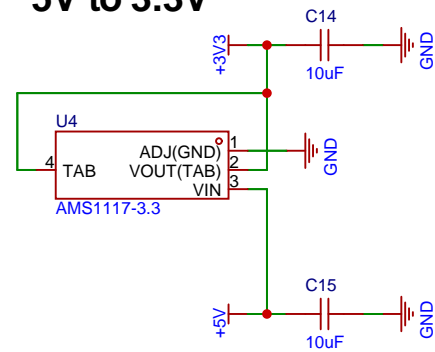 5V to 3.3V
C14
+3V3
10uF
GND
U4
4
TAB
ADJ(GND)
1
VOUT(TAB)
2
VIN
3
GND
AMS1117-3.3
C15
+5V
10uF
GND